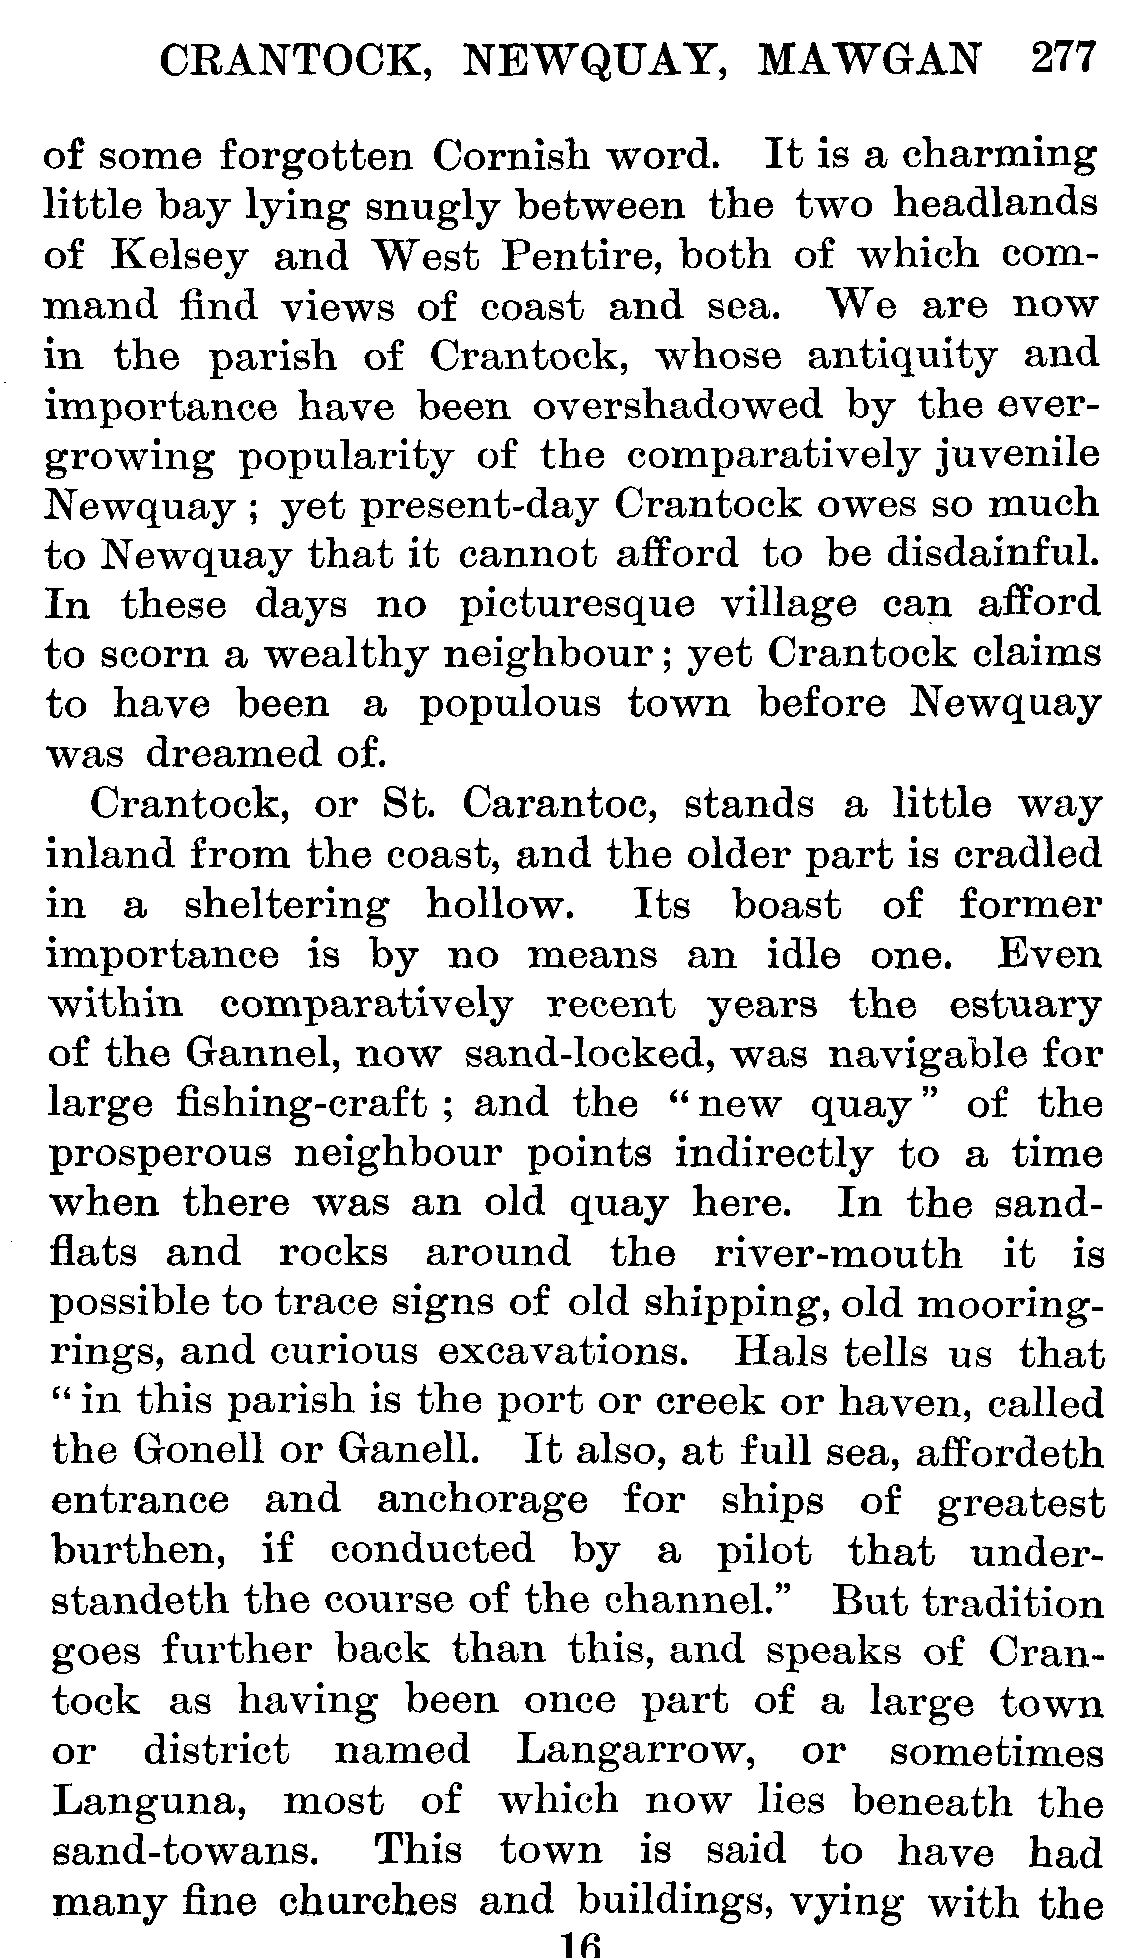 CRANTOCK, NEWQUAY, MAWGAN 277
of some forgotten Cornish word. It is a charming
little bay lying snugly between the two headlands
of Kelsey and West Pentire, both of which com-
mand find views of coast and sea. We are now
in the parish of Crantock, whose antiquity and
importance have been overshadowed by the ever-
growing popularity of the comparatively juvenile
Newquay ; yet present-day Crantock owes so much
to Newquay that it cannot afford to be disdainful.
In these days no picturesque village can afford
to scorn a wealthy neighbour ; yet Crantock claims
to have been a populous town before Newquay
was dreamed of.
Crantock, or St. Carantoc, stands a little way
inland from the coast, and the older part is cradled
in a sheltering hollow. Its boast of former
importance is by no means an idle one. Even
within comparatively recent years the estuary
of the Gannel, now sand-locked, was navigable for
large fishing-craft ; and the “new quay” of the
prosperous neighbour points indirectly to a time
when there was an old quay here. In the sand-
flats and rocks around the river-mouth it is
possible to trace signs of old shipping, old mooring-
rings, and curious excavations. Hals tells us that
“in this parish is the port or creek or haven, called
the Gonell or Ganell. It also, at full sea, affordeth
entrance and anchorage for ships of greatest
burthen, if conducted by a pilot that under-
standeth the course of the channel.” But tradition
goes further back than this, and speaks of Cran-
tock as having been once part of a large town
or district named Langarrow, or sometimes
Languna, most of which now lies beneath the
sand-towans. This town is said to have had
many fine churches and buildings, vying with the
16